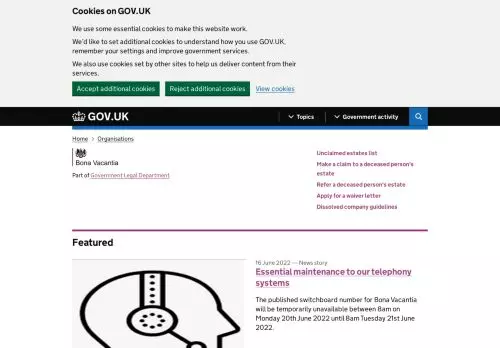 Cookies on GOV.UK
We use some essential cookies to make this website work.
We'd like to set additional cookies to understand how you use GOV.UK,
remember your settings and improve government services.
We also use cookies set by other sites to help us deliver content from their
services.
Accept additional cookies
Reject additional cookies
View cookies
GOV.UK
Topics
Government activity
Home
Organisations
Bona Vacantia
Part of Government Legal Department
Unclaimed estates list
Make a claim to a deceased person's
estate
Refer a deceased person's estate
Apply for a waiver letter
Dissolved company guidelines
Featured
16 June 2022 — News story
Essential maintenance to our telephony
systems
The published switchboard number for Bona Vacantia
will be temporarily unavailable between 8am on
Monday 20th June 2022 until 8am Tuesday 21st June
2022.